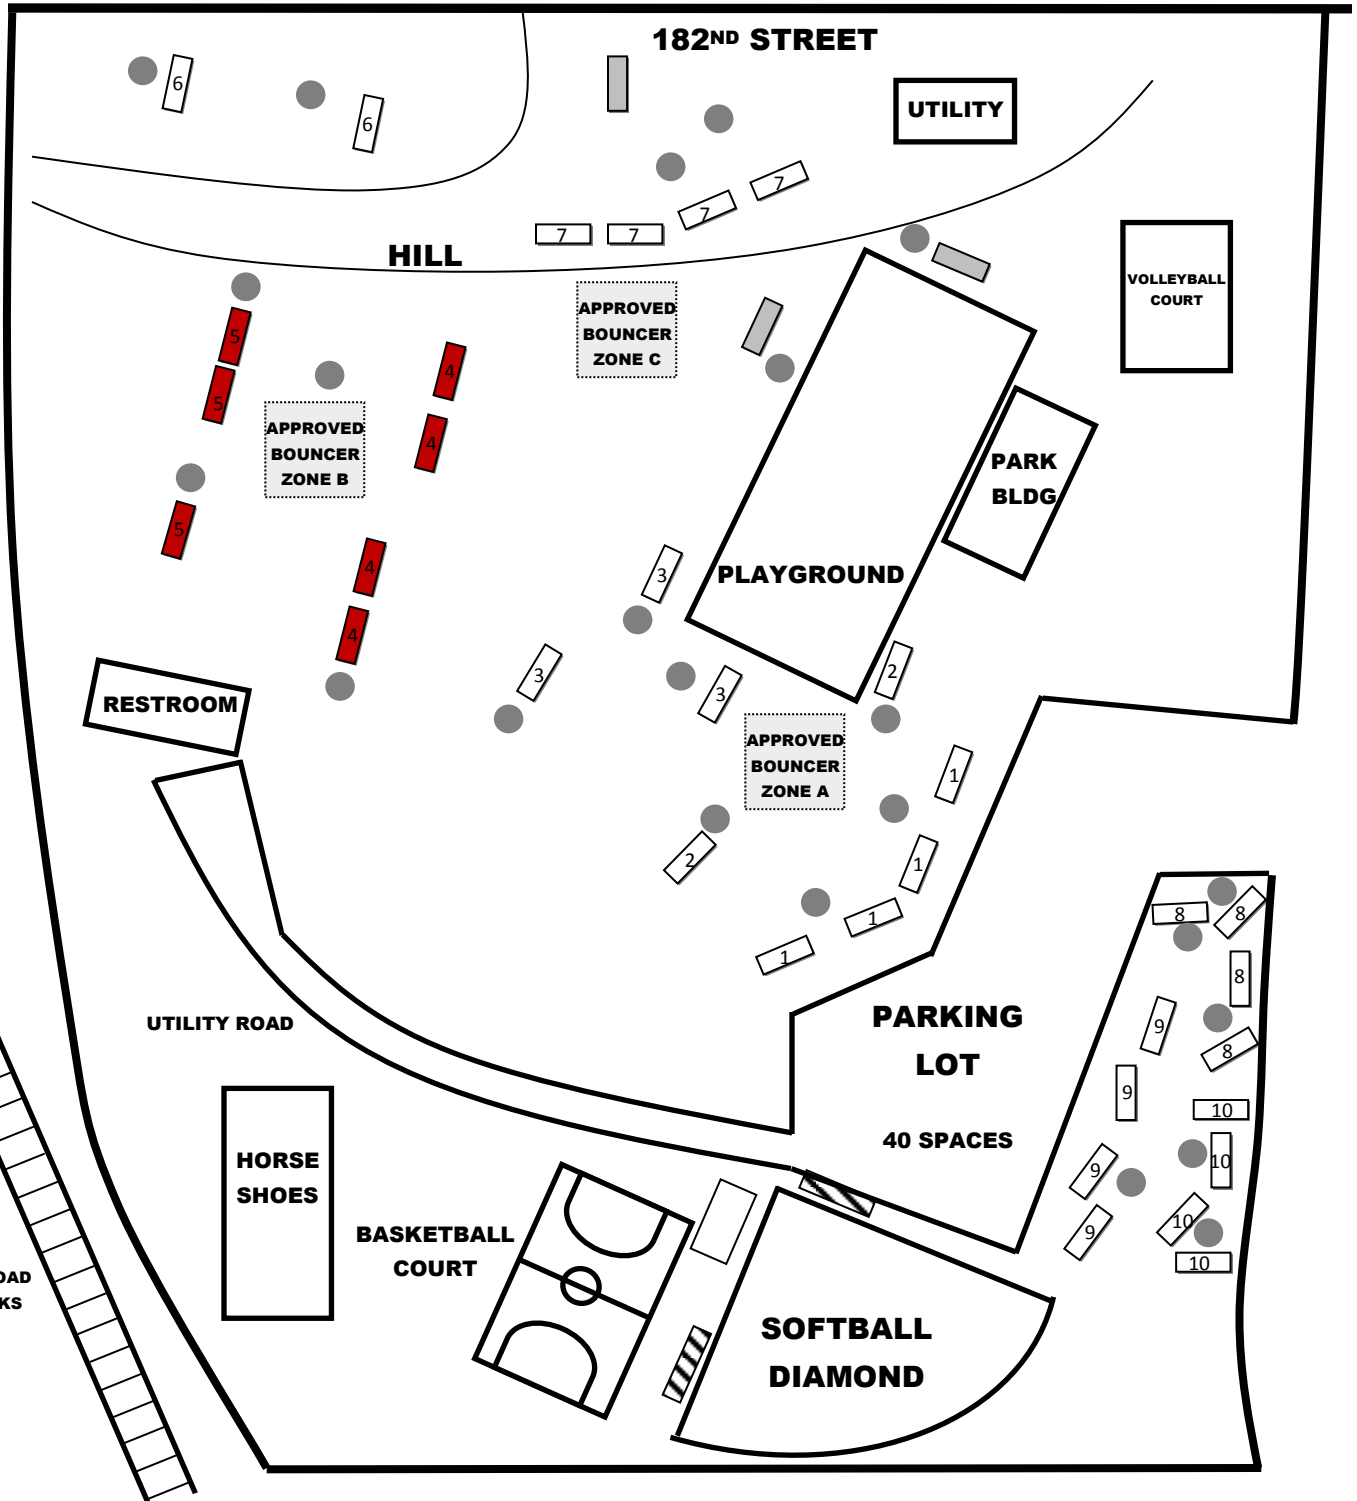 182ND STREET
6
6
UTILITY
7
7
7
7
HILL
VOLLEYBALL
COURT
APPROVED
BOUNCER
ZONE C
5
5
5
4
4
4
4
APPROVED
BOUNCER
ZONE B
PARK
BLDG
PLAYGROUND
3
3
3
2
2
RESTROOM
APPROVED
BOUNCER
ZONE A
1
1
1
1
8
8
8
8
9
9
9
9
10
10
10
10
UTILITY ROAD
PARKING
LOT
40 SPACES
HORSE
SHOES
BASKETBALL
COURT
OAD
KS
SOFTBALL
DIAMOND